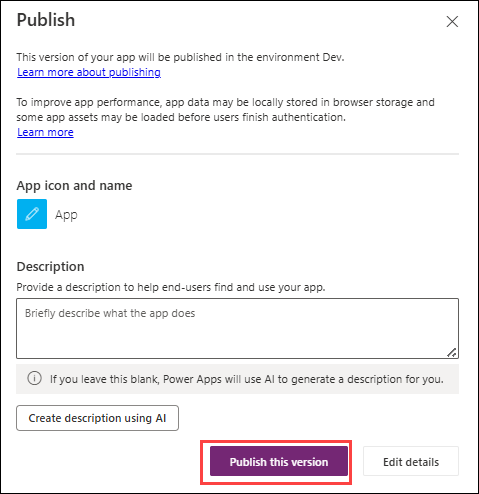 Publish
This version of your app will be published in the environment Dev.
Learn more about publishing
To improve app performance, app data may be locally stored in browser storage and
some app assets may be loaded before users finish authentication.
Learn more
App icon and name
App
Description
Provide a description to help end-users find and use your app.
Briefly describe what the app does
If you leave this blank, Power Apps will use AI to generate a description for you.
Create description using AI
Publish this version
Edit details